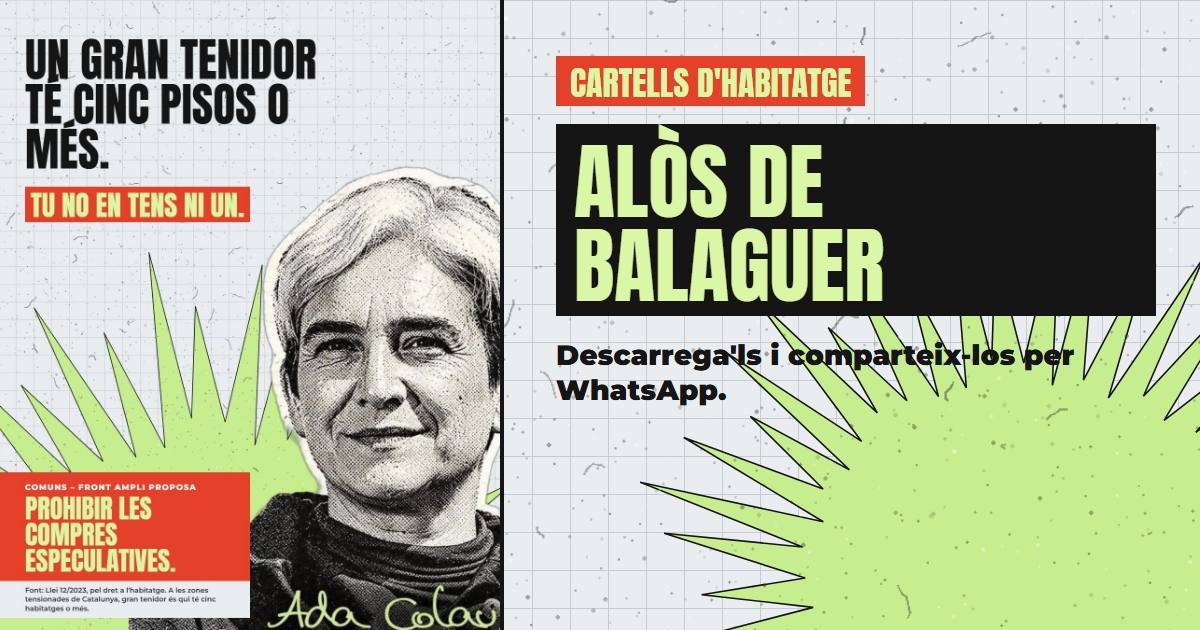 UN GRAN TENIDOR
TÉ CINC PISOS O
MÉS.
TU NO EN TENS NI UN.
COMUNS – FRONT AMPLI PROPOSA
PROHIBIR LES
COMPRES
ESPECULATIVES.
Font: Llei 12/2023, pel dret a l'habitatge. A les zones
tensionades de Catalunya, gran tenidor és qui té cinc
habitatges o més.
Ada Colau
CARTELLS D'HABITATGE
ALÒS DE
BALAGUER
Descarrega'ls i comparteix-los per
WhatsApp.